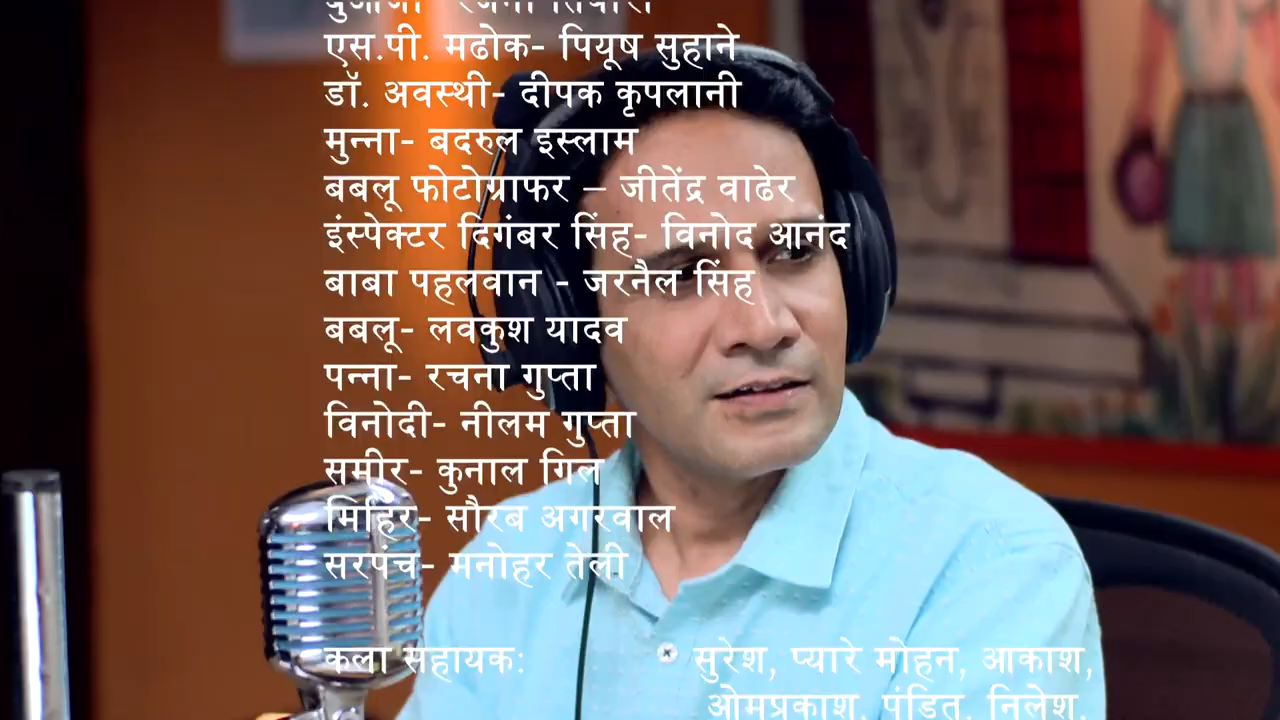 एस.पी. मढोक- पियूष सुहाने
डॉ. अवस्थी- दीपक कृपलानी
मुन्ना- बदरुल इस्लाम
बबलू फोटोग्राफर – जीतेंद्र वाढेर
इंस्पेक्टर दिगंबर सिंह- विनोद आनंद
बाबा पहलवान - जरनैल सिंह
बबलू- लवकुश यादव
पन्ना- रचना गुप्ता
विनोदी- नीलम गुप्ता
समीर- कुनाल गिल
मिहिर- सौरब अगरवाल
सरपंच- मनोहर तेली
कला सहायक: सुरेश, प्यारे मोहन, आकाश,
ओमप्रकाश, पंडित, निलेश,